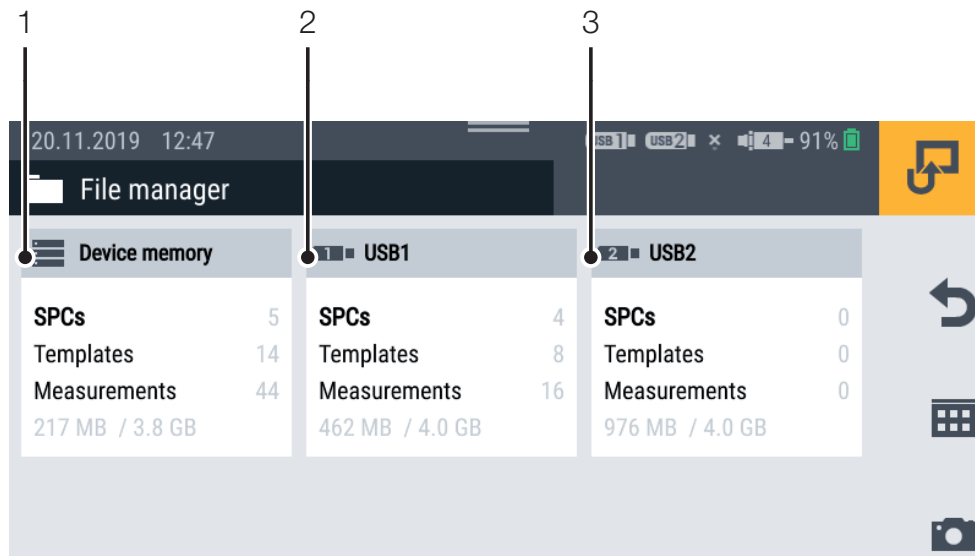 1 2 3
20.11.2019 12:47 USB 1 USB 2 4 91%
File manager
Device memory
SPCs 5
Templates 14
Measurements 44
217 MB / 3.8 GB
1 USB1
SPCs 4
Templates 8
Measurements 16
462 MB / 4.0 GB
2 USB2
SPCs 0
Templates 0
Measurements 0
976 MB / 4.0 GB